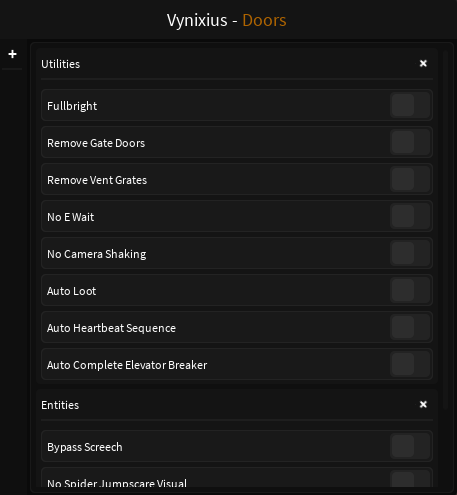 Vynixius - Doors
+
Utilities ×
Fullbright
Remove Gate Doors
Remove Vent Grates
No E Wait
No Camera Shaking
Auto Loot
Auto Heartbeat Sequence
Auto Complete Elevator Breaker
Entities ×
Bypass Screech
No Spider Jumpscare Visual